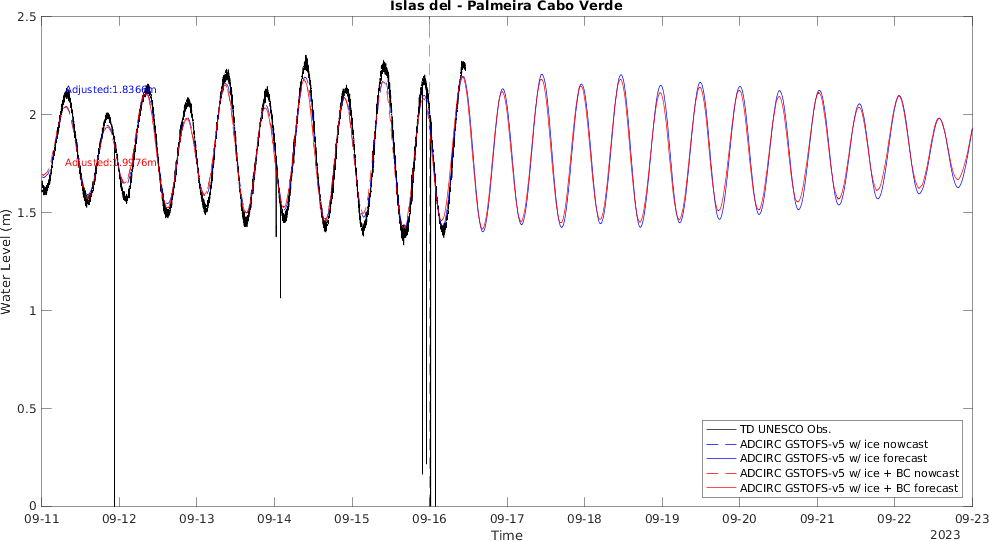 Islas del - Palmeira Cabo Verde
2.5
2
1.5
1
0.5
0
Water Level (m)
Adjusted:1.8366m
Adjusted:1.9976m
TD UNESCO Obs.
ADCIRC GSTOFS-v5 w/ ice nowcast
ADCIRC GSTOFS-v5 w/ ice forecast
ADCIRC GSTOFS-v5 w/ ice + BC nowcast
ADCIRC GSTOFS-v5 w/ ice + BC forecast
09-11 09-12 09-13 09-14 09-15 09-16 09-17 09-18 09-19 09-20 09-21 09-22 09-23
Time
2023